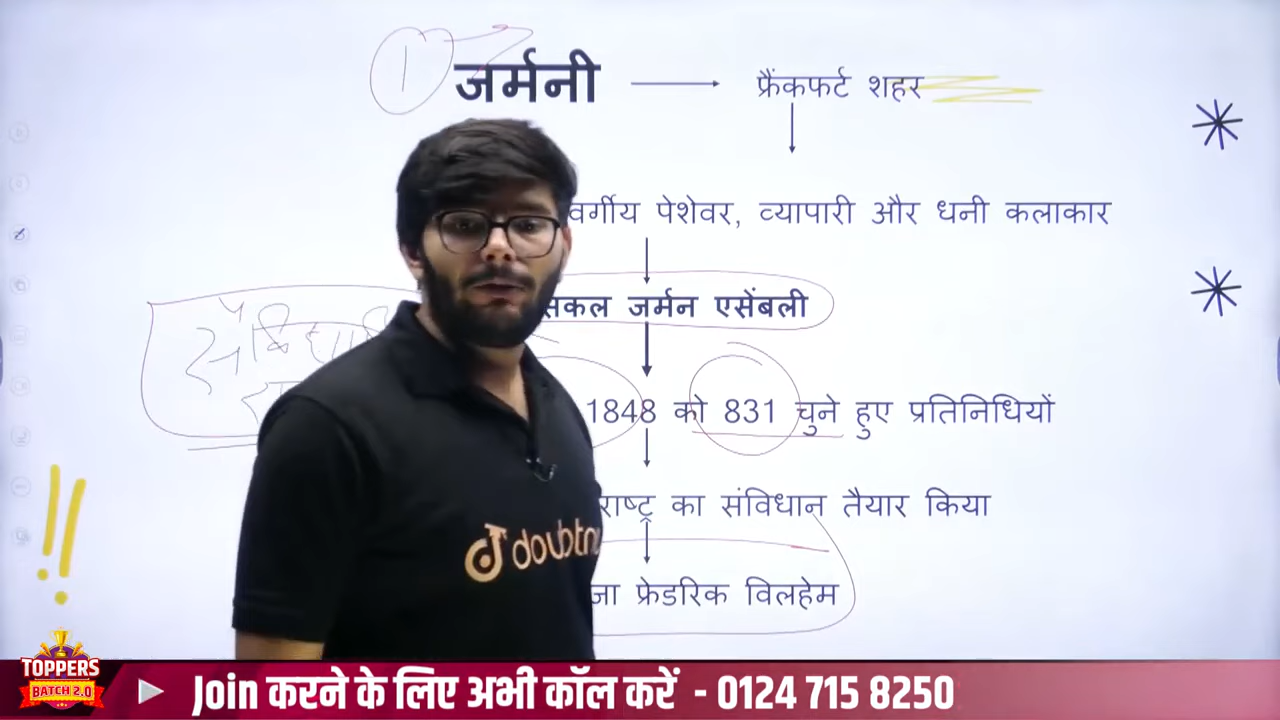 1 जर्मनी → फ्रैंकफर्ट शहर
वर्गीय पेशेवर, व्यापारी और धनी कलाकार
सकल जर्मन एसेंबली
1848 को 831 चुने हुए प्रतिनिधियों
राष्ट्र का संविधान तैयार किया
जा फ्रेडरिक विलहेम
!!
doubtn
TOPPERS
BATCH 2.0
Join करने के लिए अभी कॉल करें - 0124 715 8250